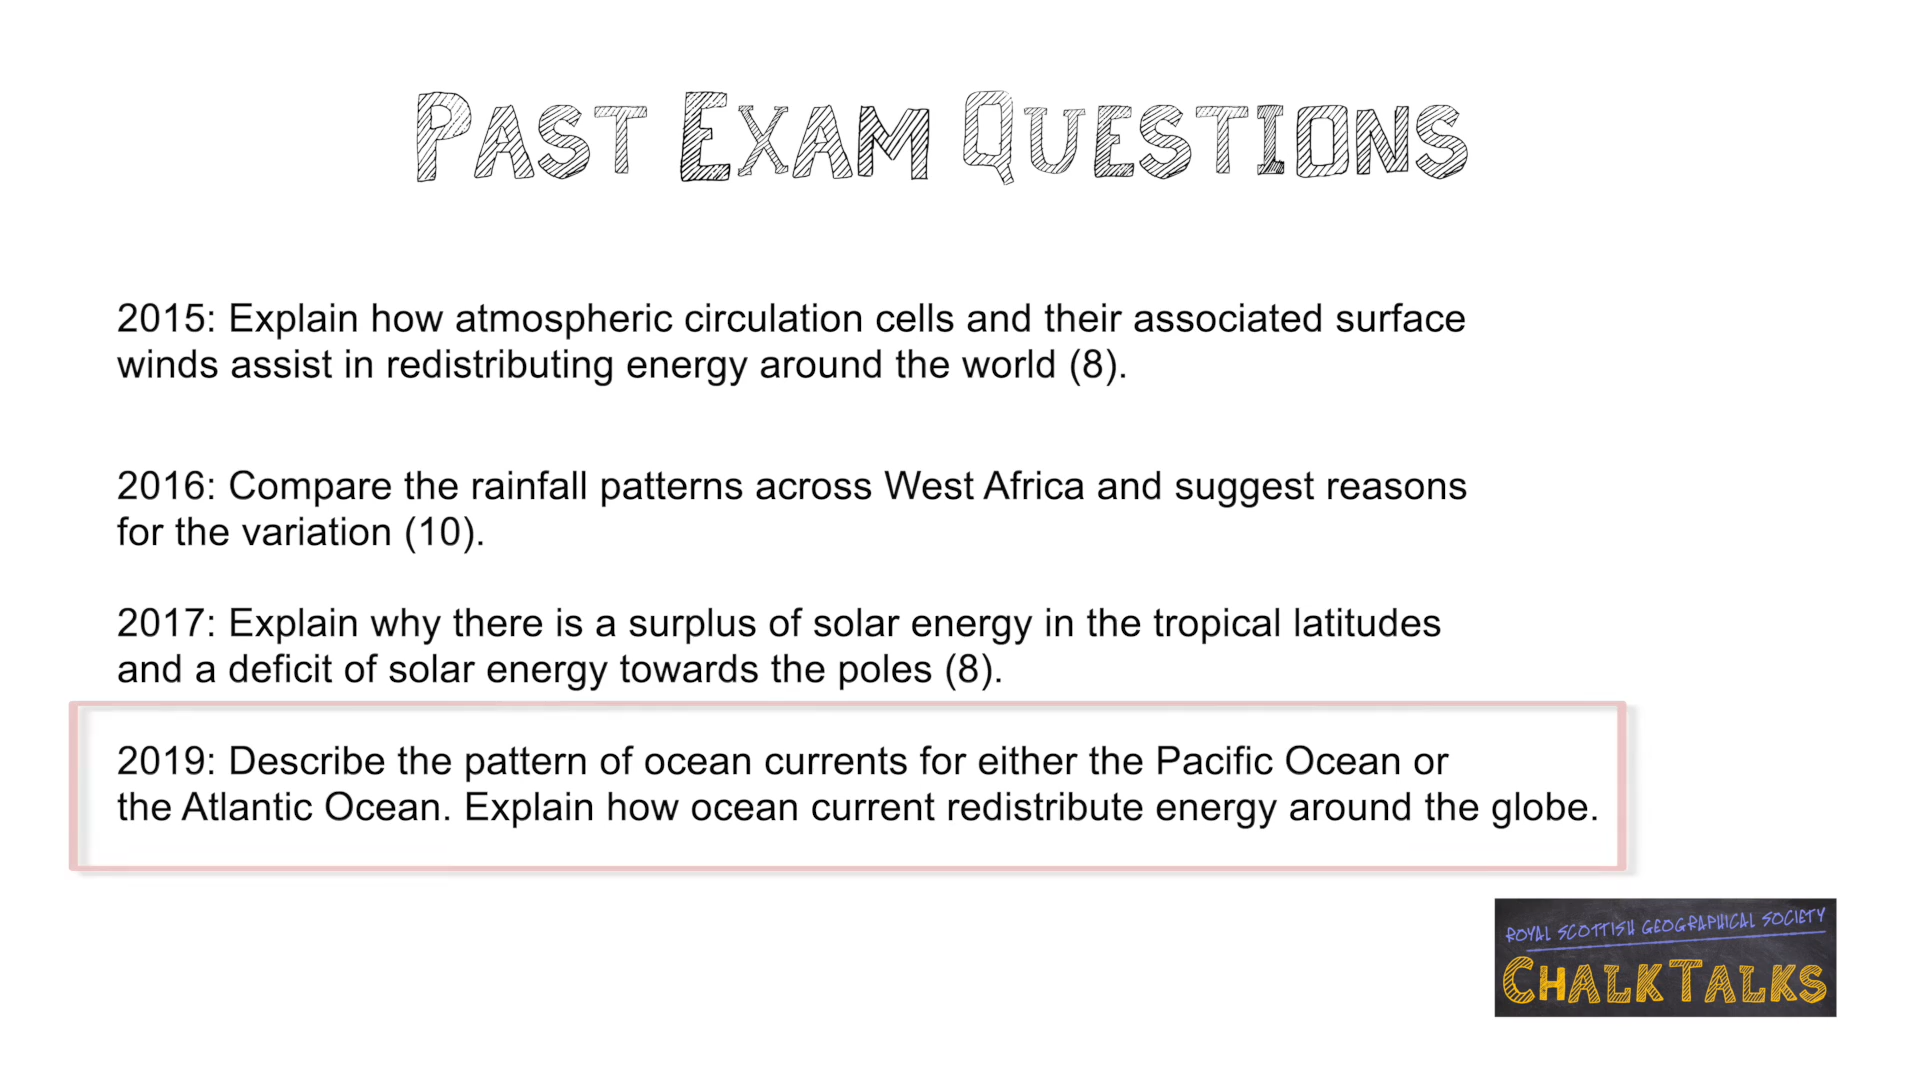 PAST EXAM QUESTIONS
2015: Explain how atmospheric circulation cells and their associated surface
winds assist in redistributing energy around the world (8).
2016: Compare the rainfall patterns across West Africa and suggest reasons
for the variation (10).
2017: Explain why there is a surplus of solar energy in the tropical latitudes
and a deficit of solar energy towards the poles (8).
2019: Describe the pattern of ocean currents for either the Pacific Ocean or
the Atlantic Ocean. Explain how ocean current redistribute energy around the globe.
ROYAL SCOTTISH GEOGRAPHICAL SOCIETY
CHALKTALKS